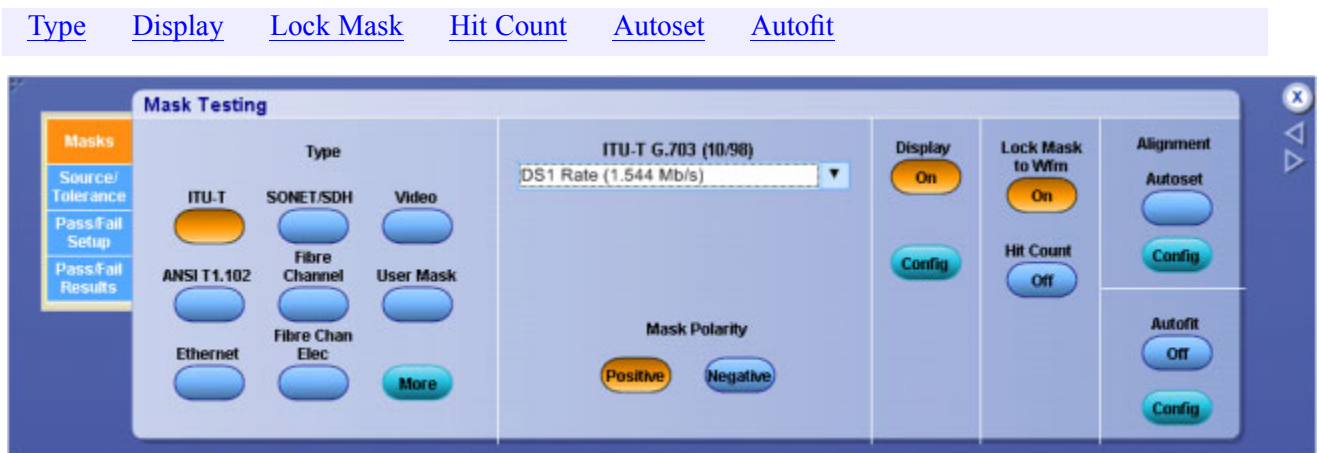 Type Display Lock Mask Hit Count Autoset Autofit
Mask Testing
Masks
Source/
Tolerance
Pass/Fail
Setup
Pass/Fail
Results
Type
ITU-T SONET/SDH Video
ANSI T1.102 Fibre
Channel User Mask
Ethernet Fibre Chan
Elec More
ITU-T G.703 (10/98)
DS1 Rate (1.544 Mb/s) ▼
Mask Polarity
Positive Negative
Display
On
Config
Lock Mask
to Wfm
On
Hit Count
Off
Alignment
Autoset
Config
Autofit
Off
Config
X